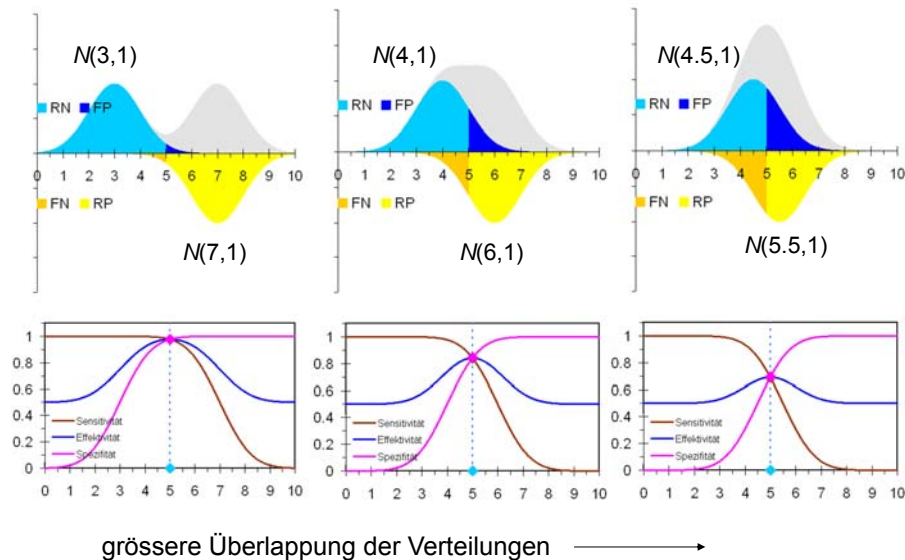 N(3,1)
RN FP
0 1 2 3 4 5 6 7 8 9 10
FN RP
N(7,1)
N(4,1)
RN FP
0 1 2 3 4 5 6 7 8 9 10
FN RP
N(6,1)
N(4.5,1)
RN FP
0 1 2 3 4 5 6 7 8 9 10
FN RP
N(5.5,1)
1
0.8
0.6
0.4
0.2
0
Sensitivität
Effektivität
Spezifität
0 1 2 3 4 5 6 7 8 9 10
1
0.8
0.6
0.4
0.2
0
Sensitivität
Effektivität
Spezifität
0 1 2 3 4 5 6 7 8 9 10
1
0.8
0.6
0.4
0.2
0
Sensitivität
Effektivität
Spezifität
0 1 2 3 4 5 6 7 8 9 10
grössere Überlappung der Verteilungen